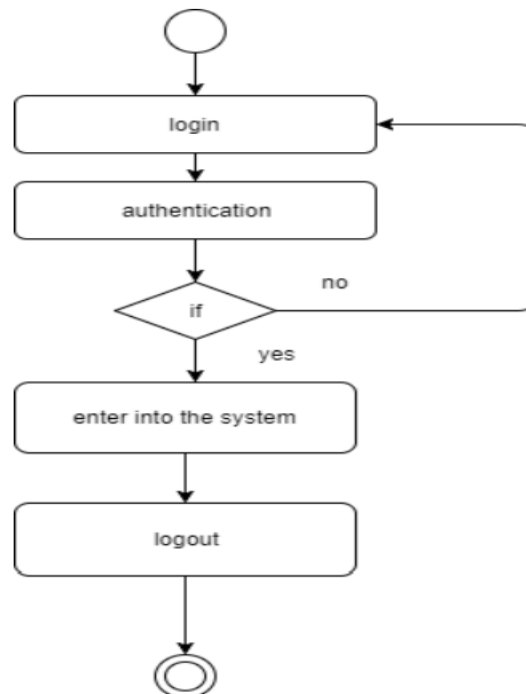 login
authentication
no
if
yes
enter into the system
logout